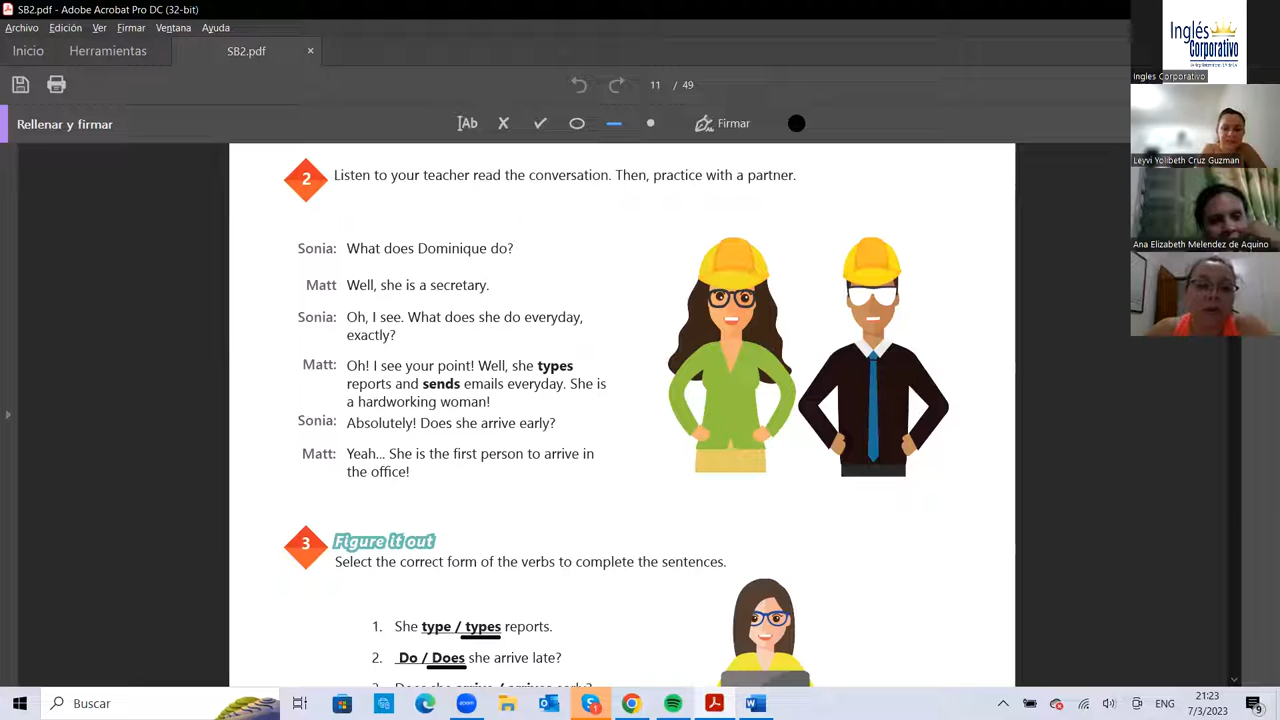 SB2.pdf - Adobe Acrobat Pro DC (32-bit)
Archivo Edición Ver Firmar Ventana Ayuda
Inicio Herramientas SB2.pdf ×
11 / 49
Rellenar y firmar
Ab Firmar
2 Listen to your teacher read the conversation. Then, practice with a partner.
Sonia: What does Dominique do?
Matt Well, she is a secretary.
Sonia: Oh, I see. What does she do everyday,
exactly?
Matt: Oh! I see your point! Well, she types
reports and sends emails everyday. She is
a hardworking woman!
Sonia: Absolutely! Does she arrive early?
Matt: Yeah... She is the first person to arrive in
the office!
3 Figure it out
Select the correct form of the verbs to complete the sentences.
1. She type / types reports.
2. Do / Does she arrive late?
Inglés
Corporativo
Ingles Corporativo
Leyvi Yolibeth Cruz Guzman
Ana Elizabeth Melendez de Aquino
Buscar
ENG
21:23
7/3/2023
9